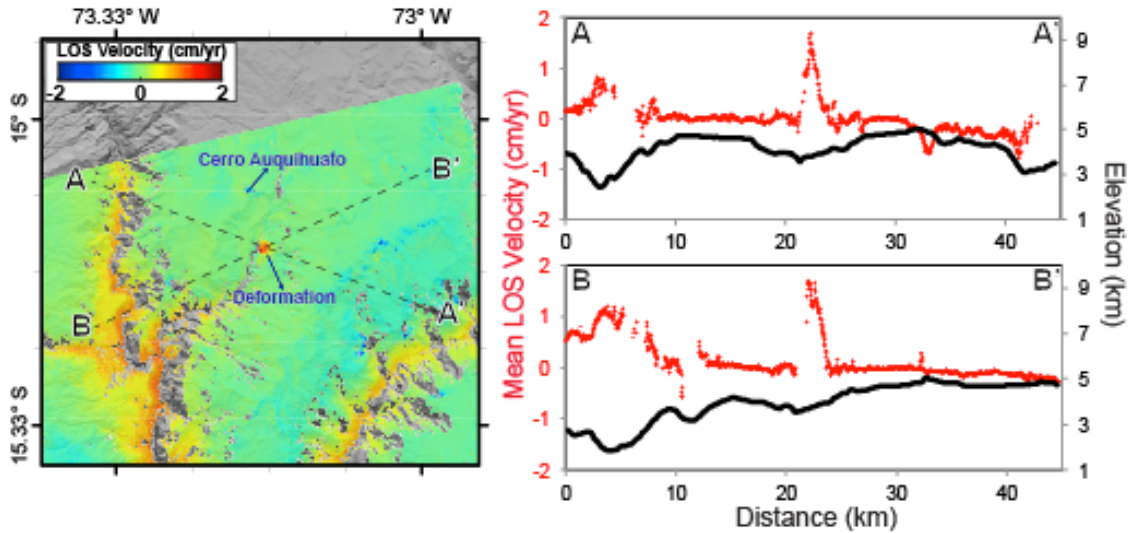 73.33° W
73° W
LOS Velocity (cm/yr)
-2
0
2
15° S
15.33° S
Cerro Auquihuato
A
B'
Deformation
B
A'
A
A'
2
1
0
-1
-2
9
7
5
3
1
0
10
20
30
40
B
B'
2
1
0
-1
-2
9
7
5
3
1
0
10
20
30
40
Mean LOS Velocity (cm/yr)
Elevation (km)
Distance (km)